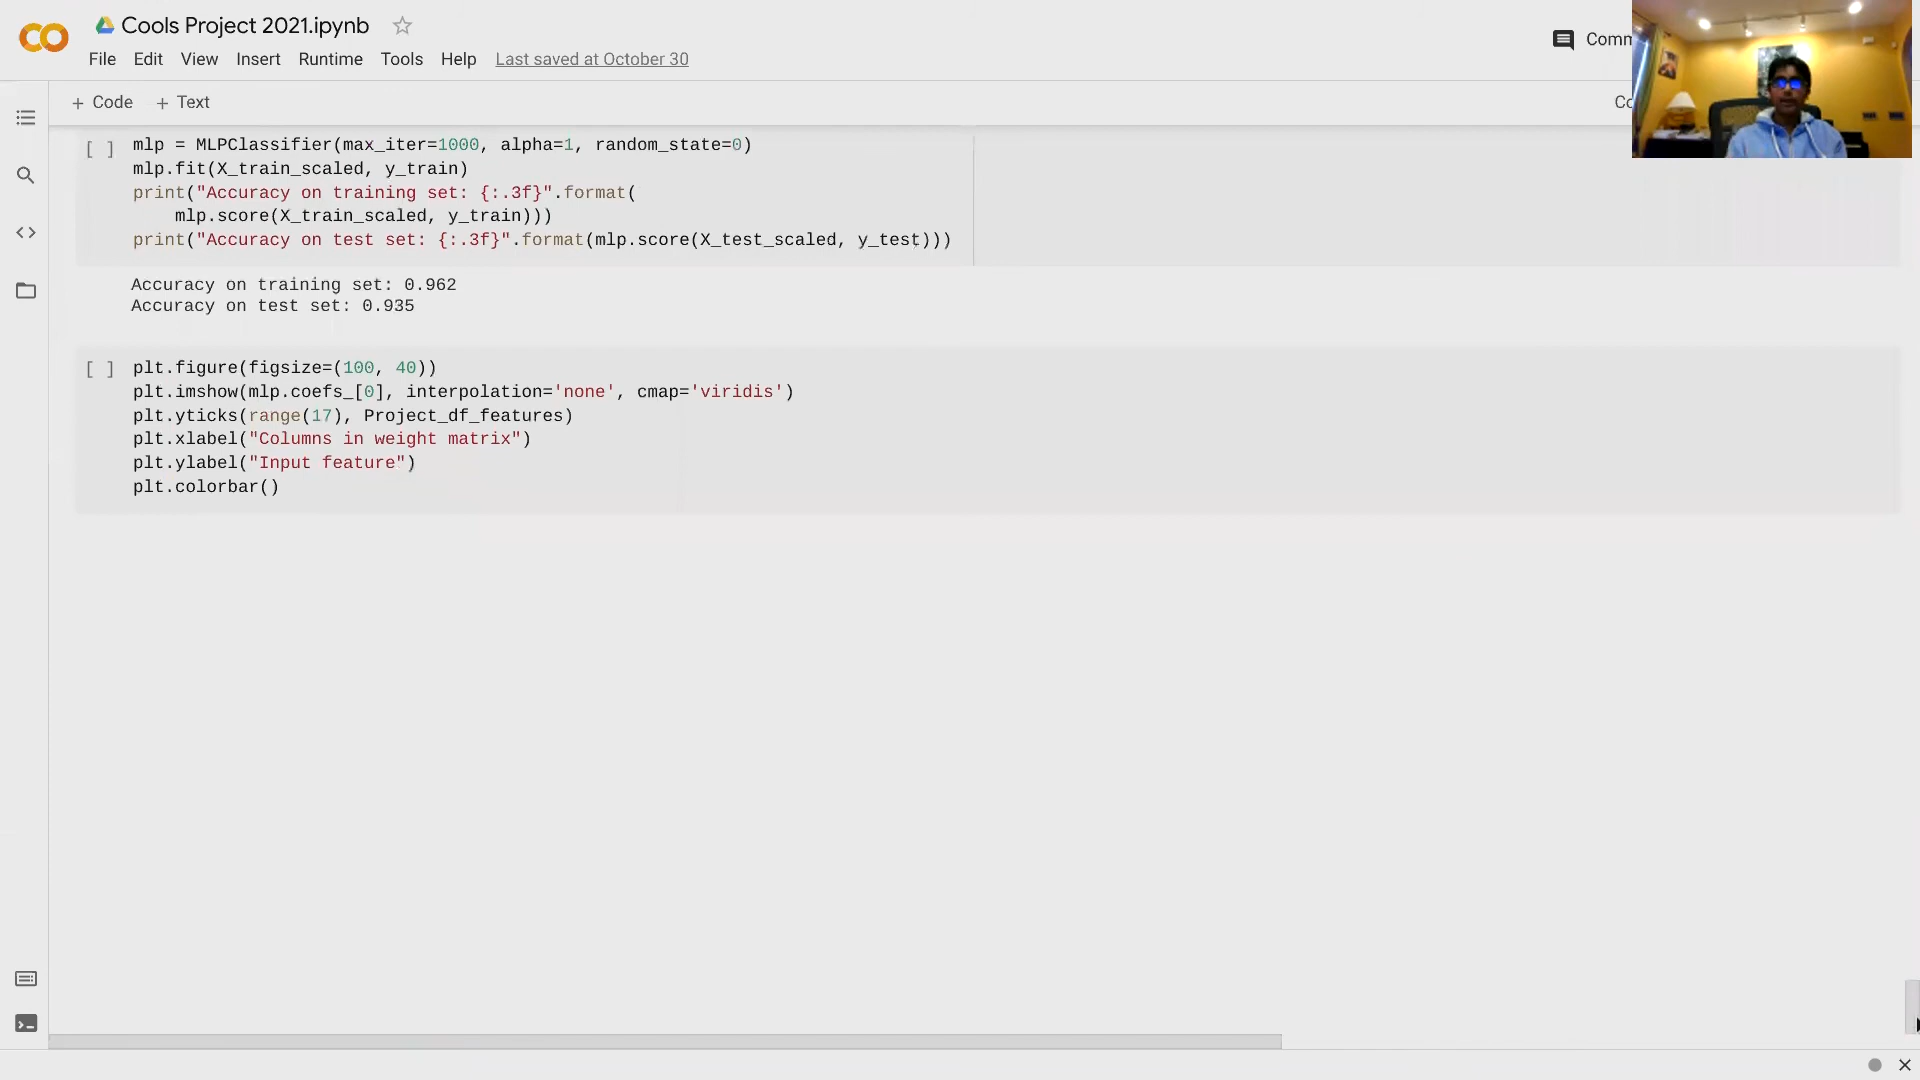 Cools Project 2021.ipynb
File Edit View Insert Runtime Tools Help Last saved at October 30
+ Code + Text
[ ] mlp = MLPClassifier(max_iter=1000, alpha=1, random_state=0)
mlp.fit(X_train_scaled, y_train)
print("Accuracy on training set: {:.3f}".format(
mlp.score(X_train_scaled, y_train)))
print("Accuracy on test set: {:.3f}".format(mlp.score(X_test_scaled, y_test)))
Accuracy on training set: 0.962
Accuracy on test set: 0.935
[ ] plt.figure(figsize=(100, 40))
plt.imshow(mlp.coefs_[0], interpolation='none', cmap='viridis')
plt.yticks(range(17), Project_df_features)
plt.xlabel("Columns in weight matrix")
plt.ylabel("Input feature")
plt.colorbar()